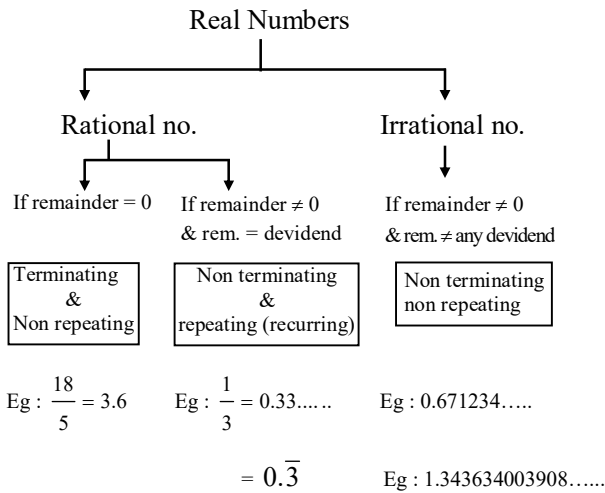 Real Numbers
Rational no.
Irrational no.
If remainder = 0
If remainder ≠ 0
& rem. = devidend
If remainder ≠ 0
& rem. ≠ any devidend
Terminating
&
Non repeating
Non terminating
&
repeating (recurring)
Non terminating
non repeating
Eg : 18/5 = 3.6
Eg : 1/3 = 0.33.....
= 0.3̅
Eg : 0.671234.....
Eg : 1.343634003908......